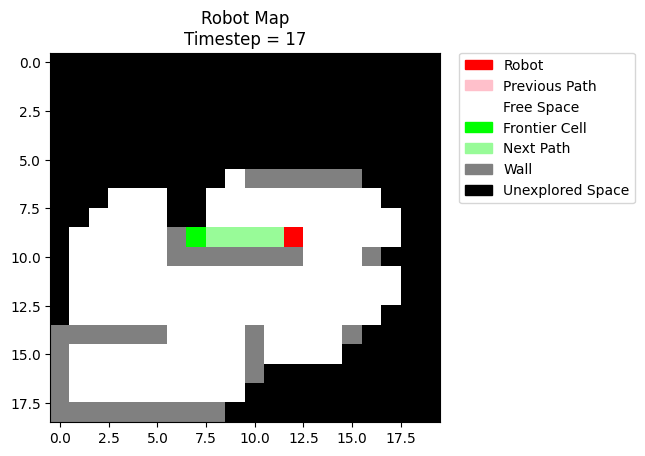 Robot Map
Timestep = 17
0.0
2.5
5.0
7.5
10.0
12.5
15.0
17.5
0.0
2.5
5.0
7.5
10.0
12.5
15.0
17.5
Robot
Previous Path
Free Space
Frontier Cell
Next Path
Wall
Unexplored Space